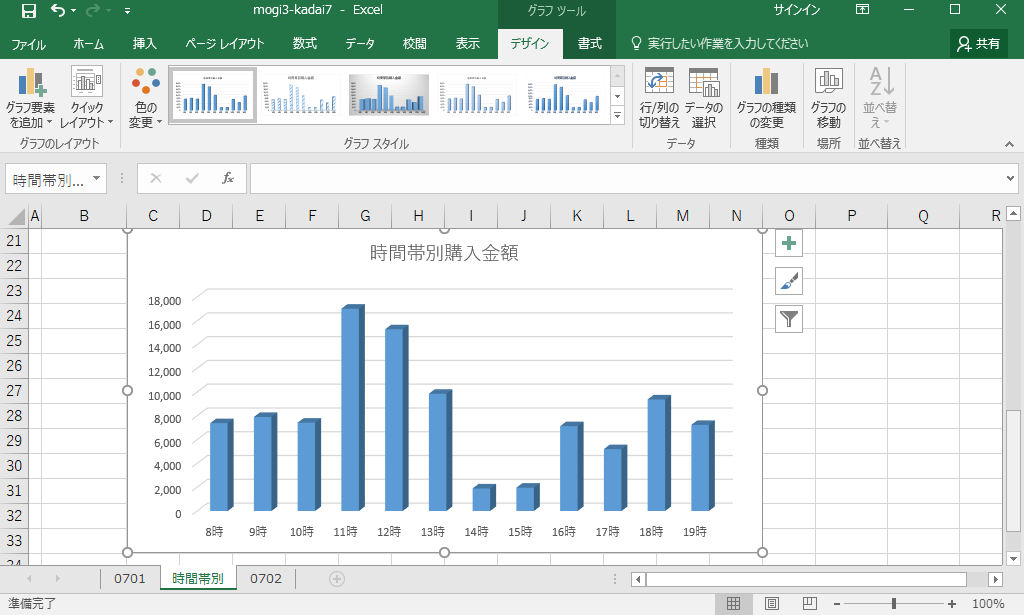 mogi3-kadai7 - Excel
グラフ ツール
サインイン
ファイル ホーム 挿入 ページ レイアウト 数式 データ 校閲 表示 デザイン 書式 実行したい作業を入力してください 共有
グラフ要素を追加
クイックレイアウト
色の変更
行/列の切り替え
データの選択
グラフの種類の変更
グラフの移動
並べ替え
グラフのレイアウト グラフ スタイル データ 種類 場所 並べ替え
時間帯別... fx
A B C D E F G H I J K L M N O P Q R
21
22
23
24
25
26
27
28
29
30
31
32
33
時間帯別購入金額
18,000
16,000
14,000
12,000
10,000
8,000
6,000
4,000
2,000
0
8時 9時 10時 11時 12時 13時 14時 15時 16時 17時 18時 19時
0701 時間帯別 0702
準備完了
100%